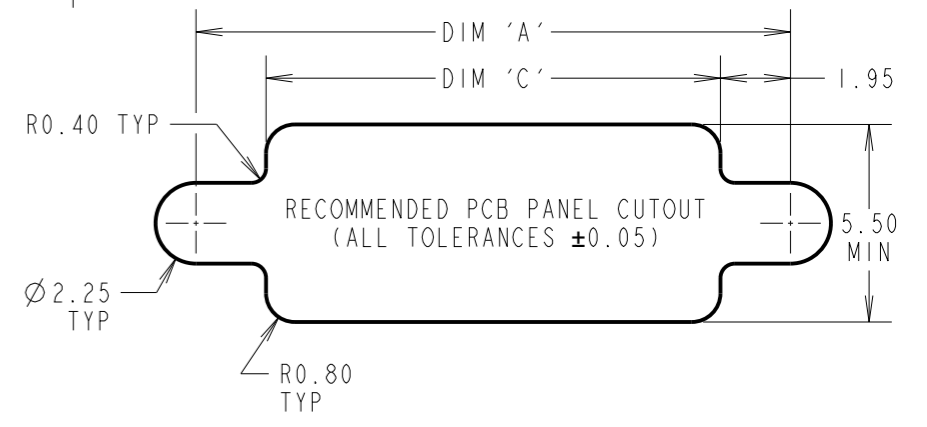 DIM 'A'
DIM 'C'
1.95
R0.40 TYP
RECOMMENDED PCB PANEL CUTOUT
(ALL TOLERANCES ±0.05)
5.50
MIN
Ø2.25
TYP
R0.80
TYP